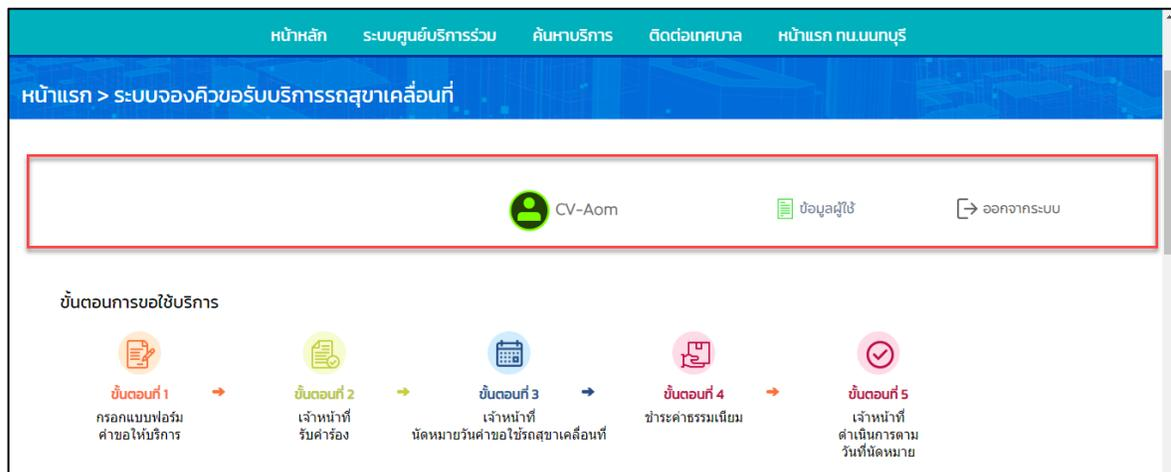 หน้าหลัก ระบบศูนย์บริการร่วม ค้นหาบริการ ติดต่อเทศบาล หน้าแรก ทน.นนทบุรี
หน้าแรก > ระบบจองคิวขอรับบริการรถสุขาเคลื่อนที่
CV-Aom ข้อมูลผู้ใช้ ออกจากระบบ
ขั้นตอนการขอใช้บริการ
ขั้นตอนที่ 1
กรอกแบบฟอร์ม
คำขอให้บริการ
ขั้นตอนที่ 2
เจ้าหน้าที่
รับคำร้อง
ขั้นตอนที่ 3
เจ้าหน้าที่
นัดหมายวันคำขอใช้รถสุขาเคลื่อนที่
ขั้นตอนที่ 4
ชำระค่าธรรมเนียม
ขั้นตอนที่ 5
เจ้าหน้าที่
ดำเนินการตาม
วันที่นัดหมาย